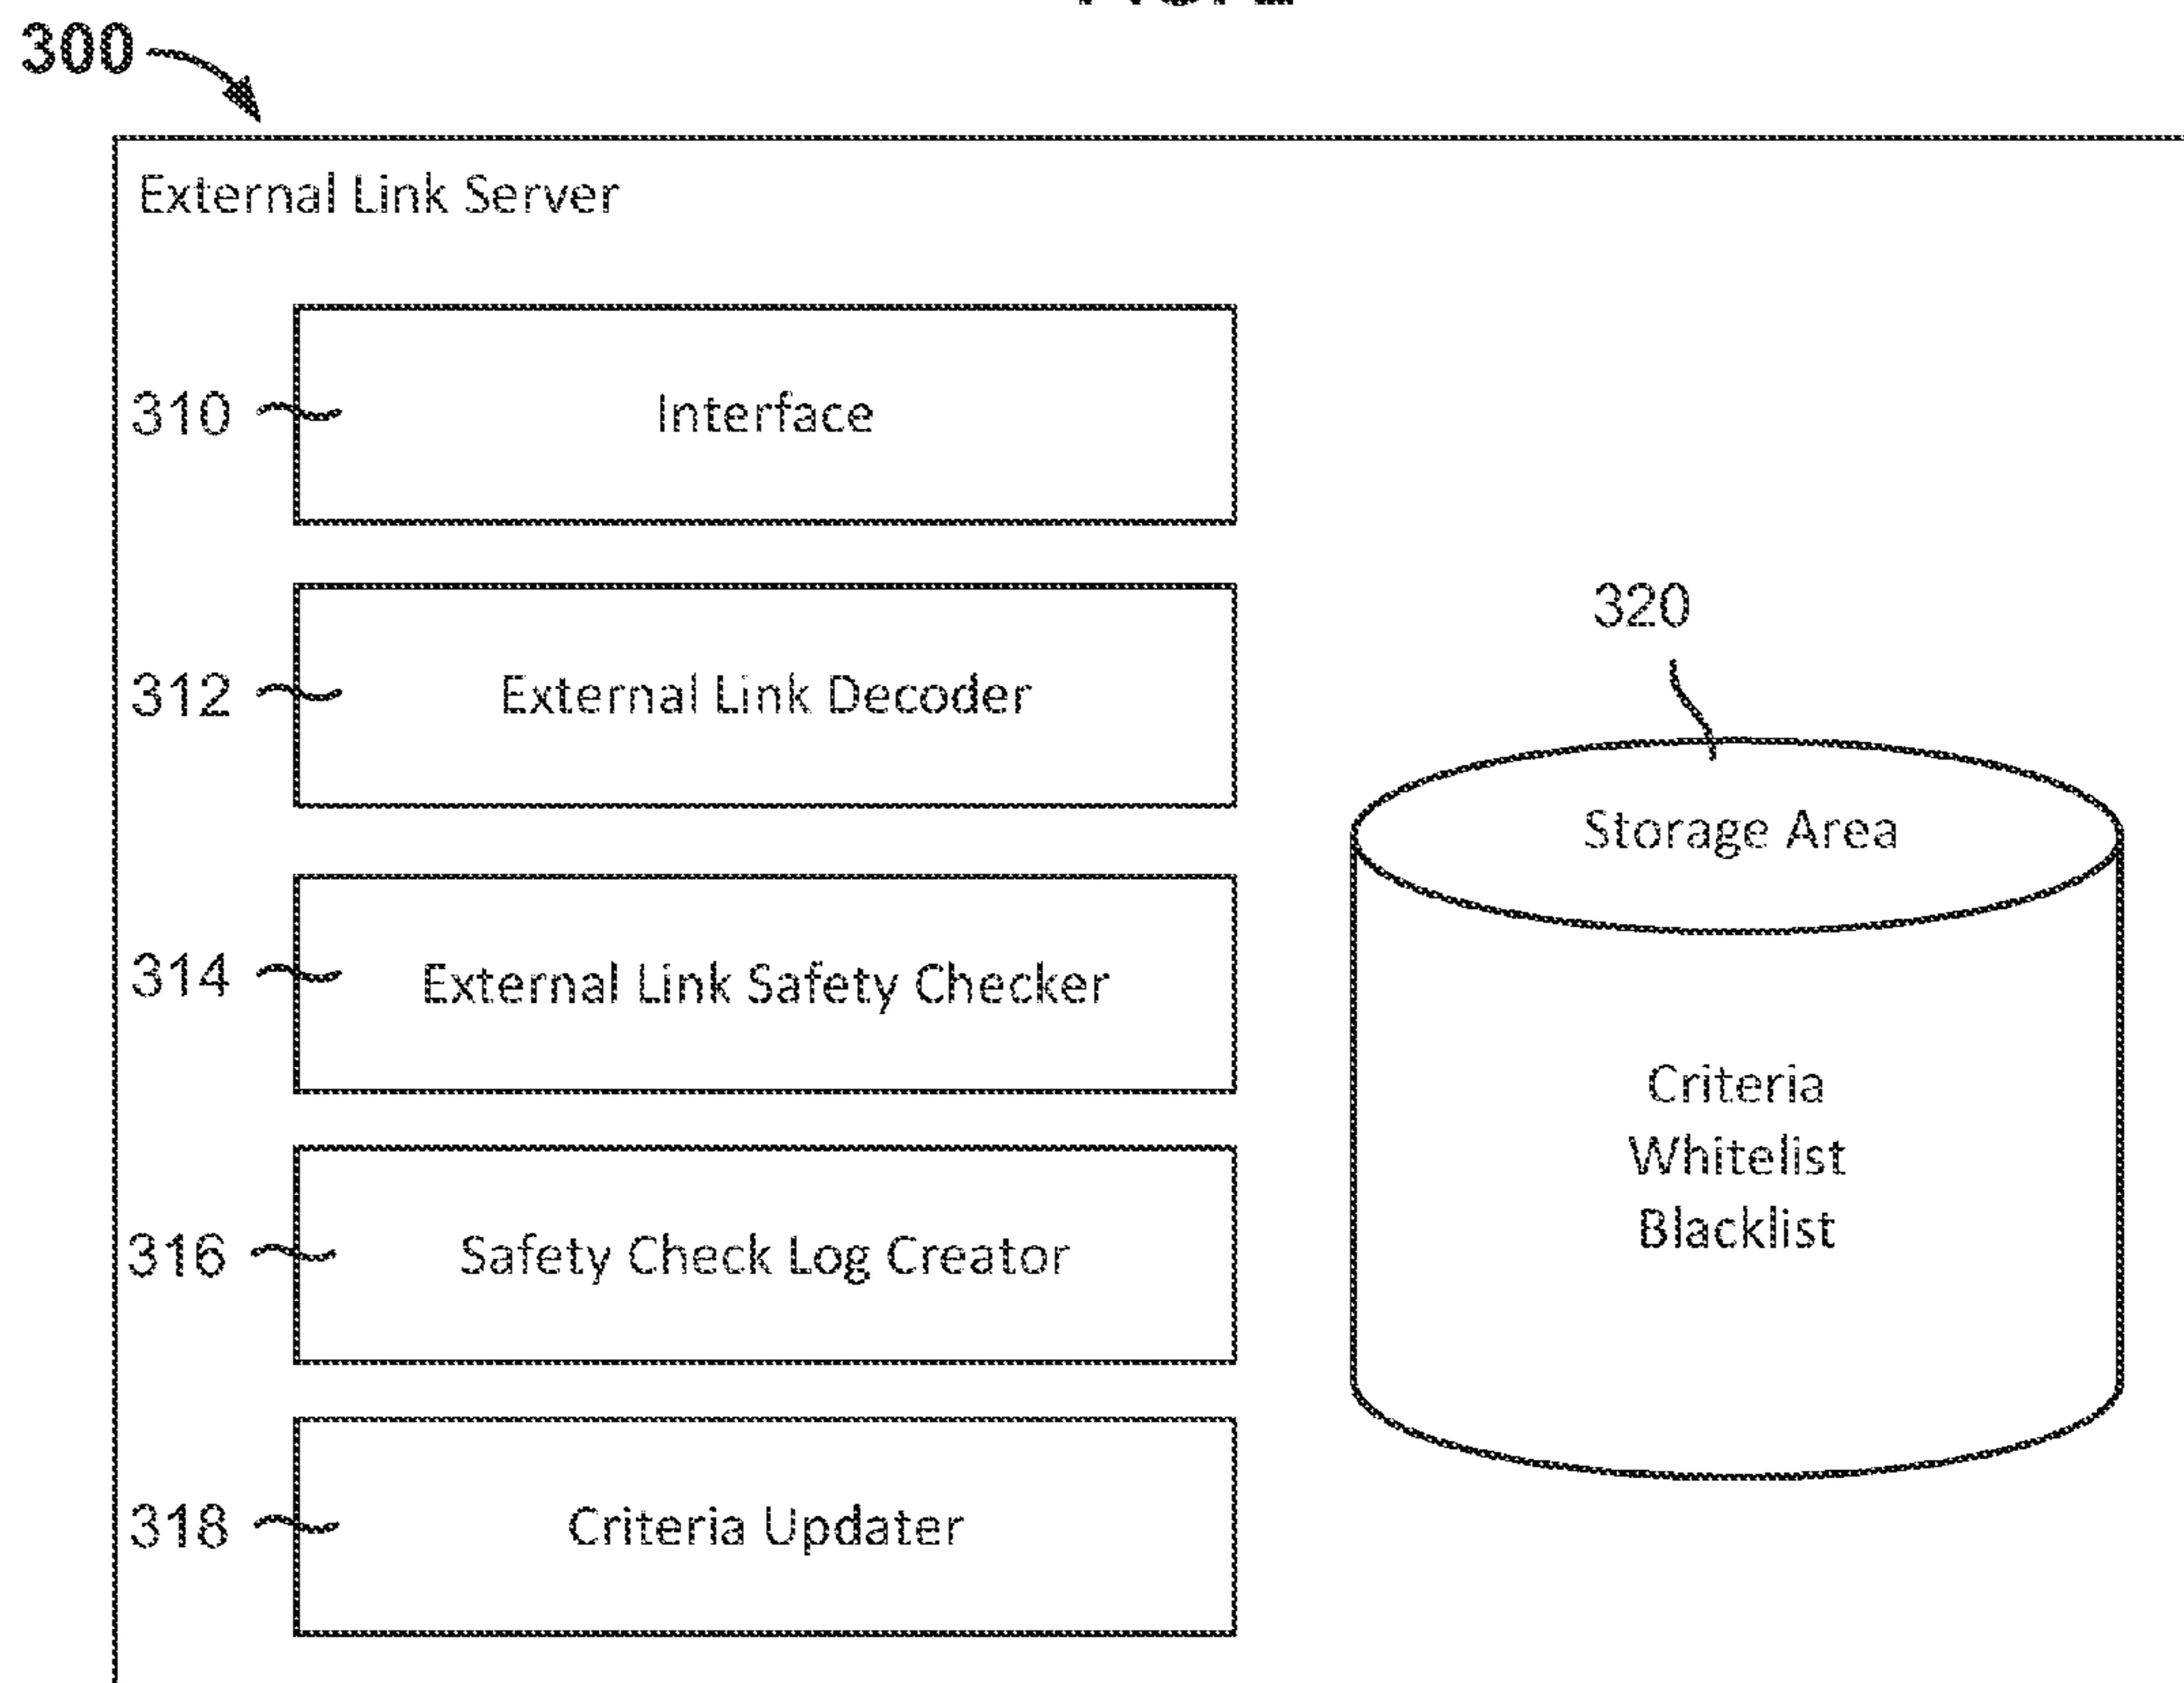 300
External Link Server
310 Interface
312 External Link Decoder
320
Storage Area
314 External Link Safety Checker
Criteria
Whitelist
Blacklist
316 Safety Check Log Creator
318 Criteria Updater